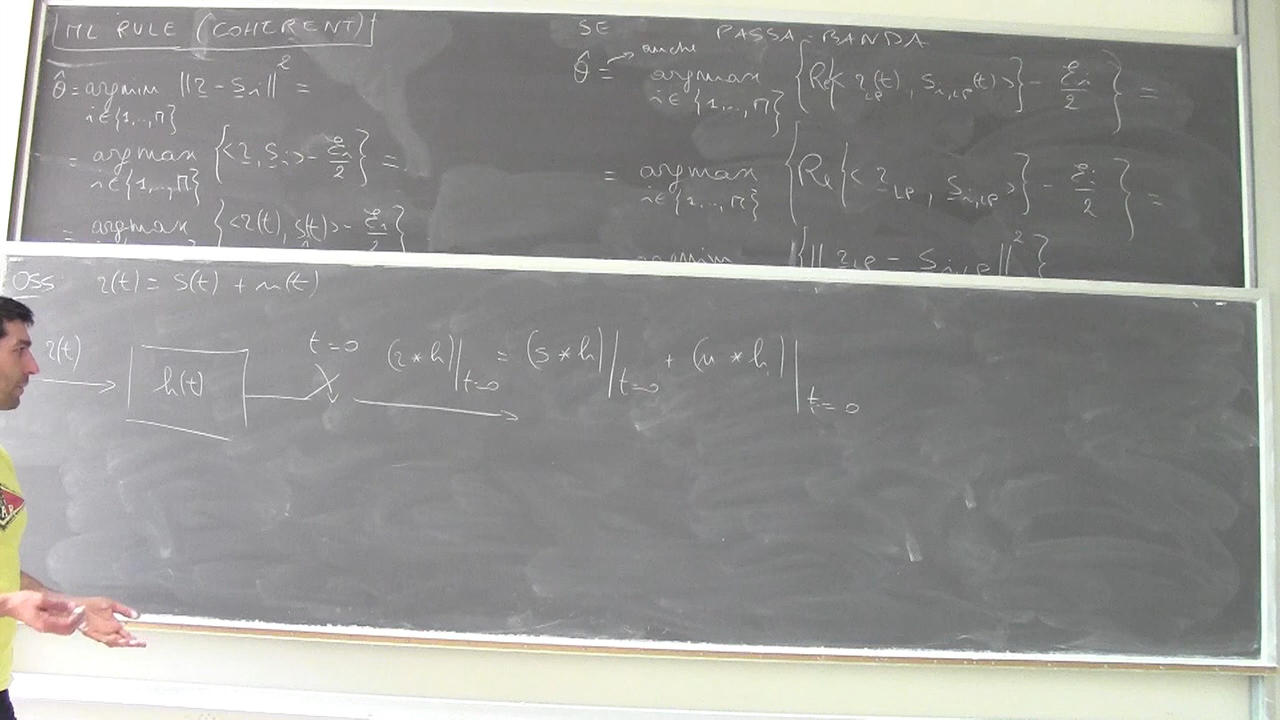 ML RULE (COHERENT)
θ̂ = argmin ||r - s_i||² =
i∈{1,..,M}
= argmax {<r, s_i> - ℰ_i/2} =
i∈{1,..,M}
= argmax {<r(t), s_i(t)> - ℰ_i/2}
SE PASSA-BANDA
anche
θ̂ = argmax {Re{<r_LP(t), s_i,LP(t)>} - ℰ_i/2} =
i∈{1,..,M}
= argmax {Re{<r_LP, s_i,LP>} - ℰ_i/2} =
i∈{1,..,M}
argmin {||r_LP - s_i,LP||²}
OSS r(t) = s(t) + n(t)
r(t) h(t) t=0 (r * h)|t=0 = (s * h)|t=0 + (n * h)|t=0